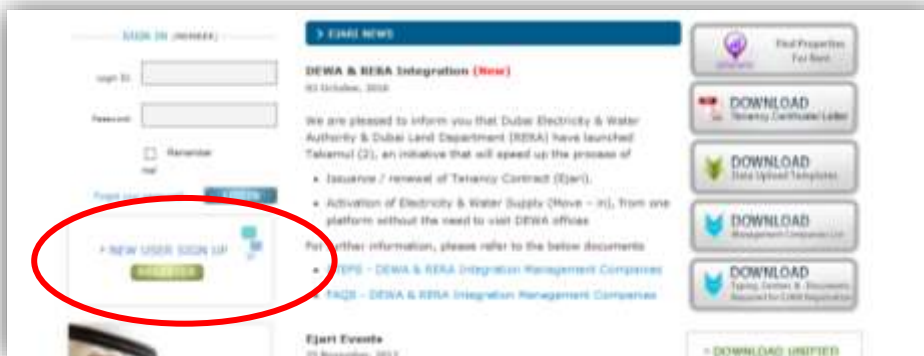 SIGN IN (MEMBER)
Login ID
Password
Remember
me
Forgot your password?
> NEW USER SIGN UP
REGISTER
> EJARI NEWS
DEWA & RERA Integration (New)
03 October, 2016
We are pleased to inform you that Dubai Electricity & Water
Authority & Dubai Land Department (RERA) have launched
Takamul (2), an initiative that will speed up the process of
• Issuance / renewal of Tenancy Contract (Ejari).
• Activation of Electricity & Water Supply (Move - in), from one
platform without the need to visit DEWA offices
For further information, please refer to the below documents
• STEPS - DEWA & RERA Integration Management Companies
• FAQS - DEWA & RERA Integration Management Companies
Ejari Events
25 November, 2013
Find Properties
For Rent
DOWNLOAD
Tenancy Certificate Letter
DOWNLOAD
Data Upload Templates
DOWNLOAD
Management Companies List
DOWNLOAD
Typing Centers & Documents
Required for EJARI Registration
> DOWNLOAD UNIFIED